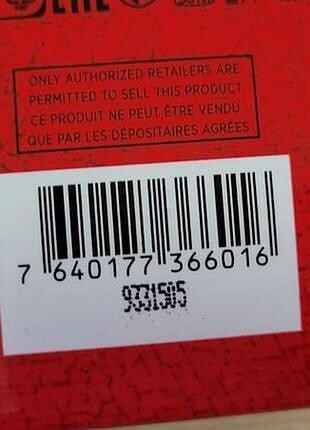 ONLY AUTHORIZED RETAILERS ARE
PERMITTED TO SELL THIS PRODUCT
CE PRODUIT NE PEUT ÊTRE VENDU
QUE PAR LES DÉPOSITAIRES AGRÉÉS
7 640177 366016
9331505